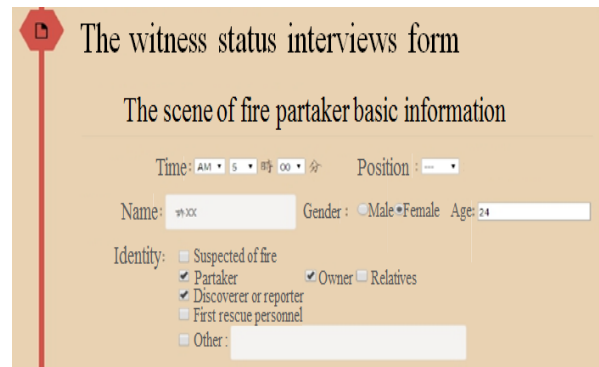 The witness status interviews form
The scene of fire partaker basic information
Time: AM 5 時 00 分 Position : ---
Name: XX Gender : Male Female Age: 24
Identity: Suspected of fire
Partaker Owner Relatives
Discoverer or reporter
First rescue personnel
Other :